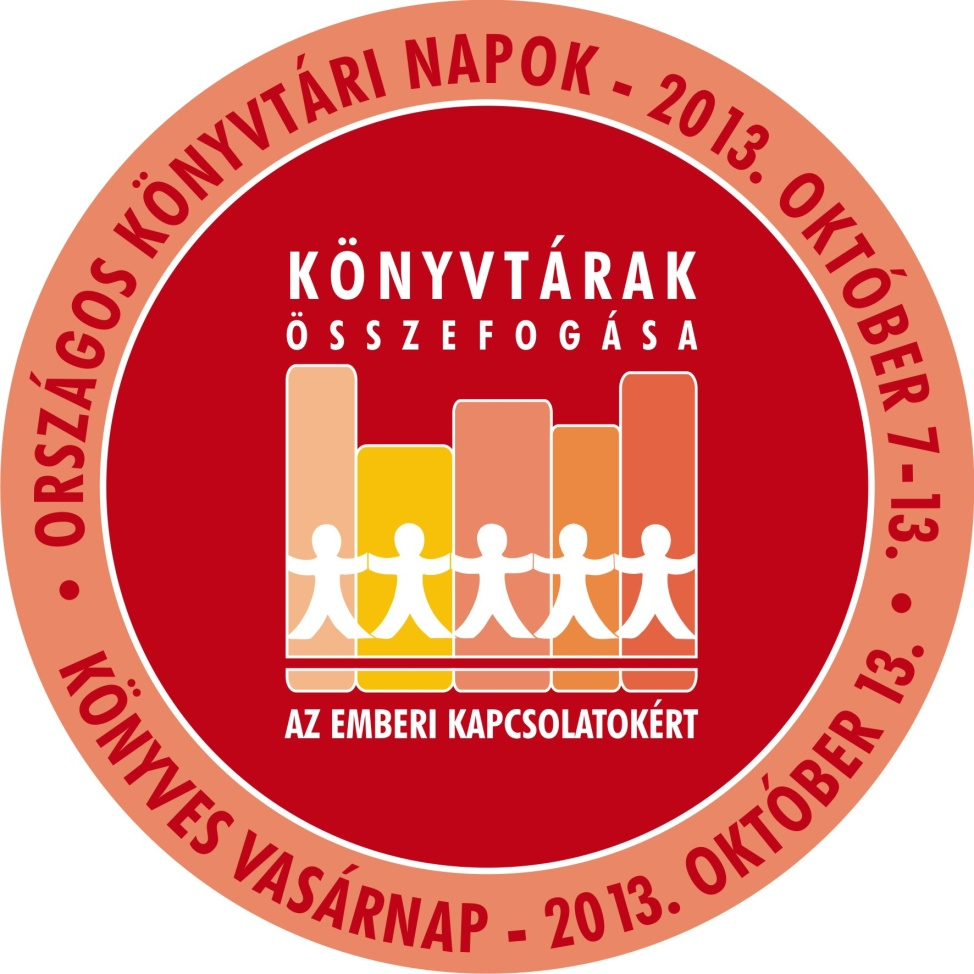 ORSZÁGOS KÖNYVTÁRI NAPOK - 2013. OKTÓBER 7-13.
KÖNYVTÁRAK
ÖSSZEFOGÁSA
AZ EMBERI KAPCSOLATOKÉRT
KÖNYVES VASÁRNAP - 2013. OKTÓBER 13.